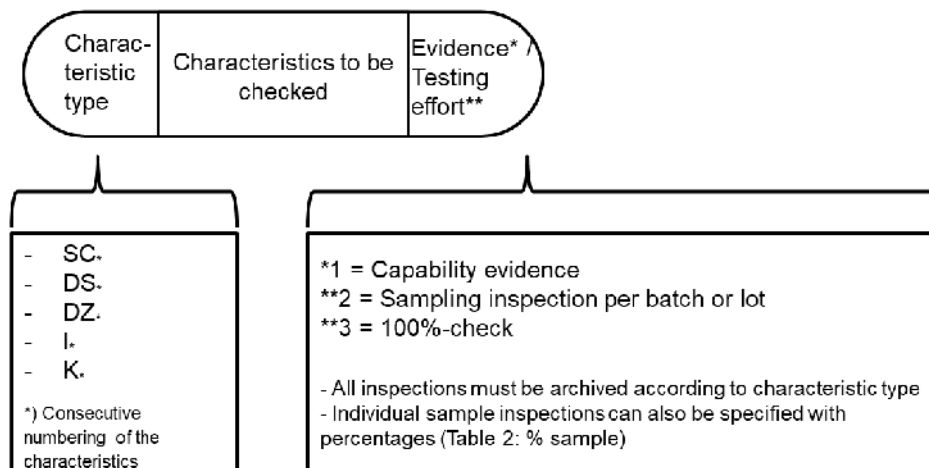 Charac-
teristic
type
Characteristics to be
checked
Evidence* /
Testing
effort**
- SC*
- DS*
- DZ*
- I*
- K*
*) Consecutive
numbering of the
characteristics
*1 = Capability evidence
**2 = Sampling inspection per batch or lot
**3 = 100%-check
- All inspections must be archived according to characteristic type
- Individual sample inspections can also be specified with
percentages (Table 2: % sample)